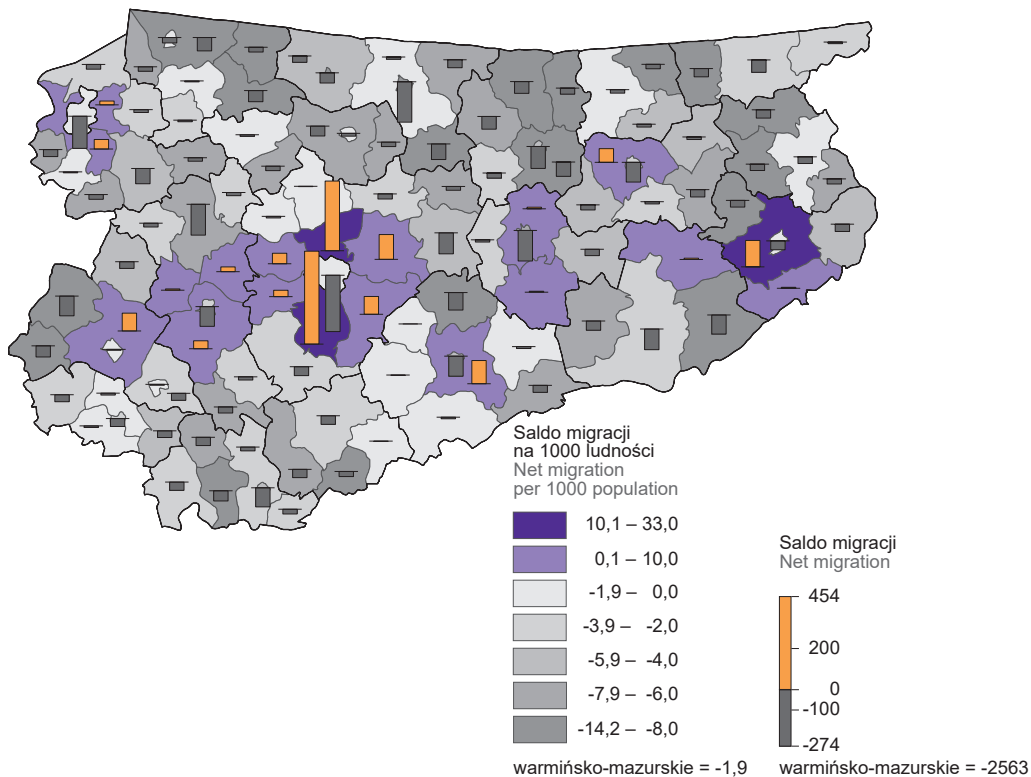 Saldo migracji
na 1000 ludności
Net migration
per 1000 population
10,1 – 33,0
0,1 – 10,0
-1,9 – 0,0
-3,9 – -2,0
-5,9 – -4,0
-7,9 – -6,0
-14,2 – -8,0
warmińsko-mazurskie = -1,9
Saldo migracji
Net migration
454
200
0
-100
-274
warmińsko-mazurskie = -2563